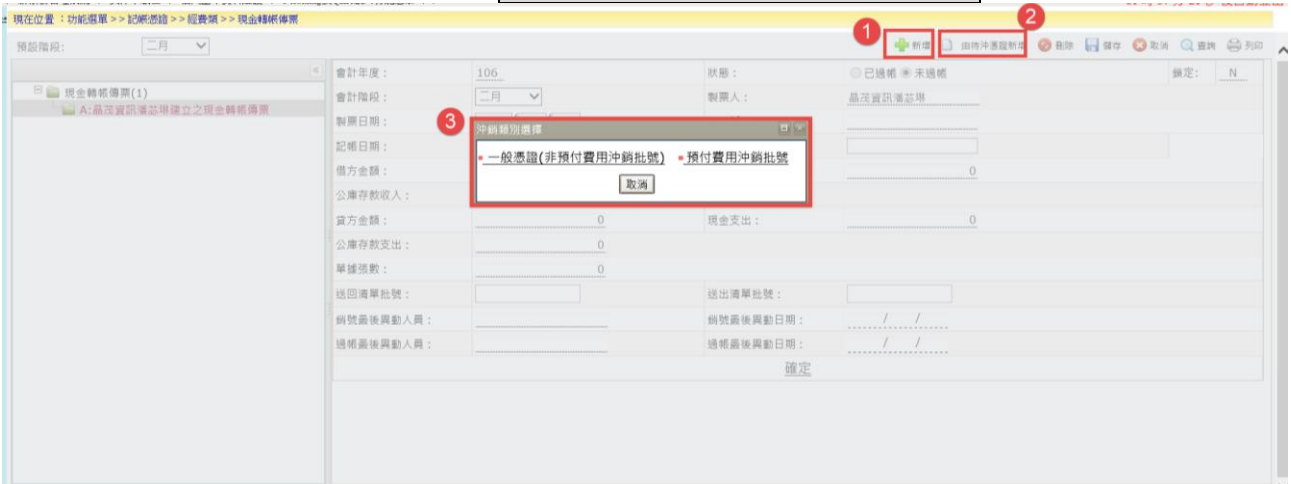 現在位置 :功能選單>>記帳憑證>>經費類>>現金轉帳傳票
預設階段: 二月
1 2
新增 由待沖憑證新增 刪除 儲存 取消 查詢 列印
現金轉帳傳票(1)
A:晶茂資訊潘芯琳建立之現金轉帳傳票
會計年度: 106 狀態: 已過帳 未過帳 鎖定: N
會計階段: 二月 製票人: 晶茂資訊潘芯琳
製票日期:
3
沖銷類別選擇
一般憑證(非預付費用沖銷批號) 預付費用沖銷批號
取消
記帳日期:
借方金額: 0
公庫存款收入:
貸方金額: 0 現金支出: 0
公庫存款支出: 0
單據張數: 0
送回清單批號: 送出清單批號:
銷號最後異動人員: 銷號最後異動日期: / /
過帳最後異動人員: 過帳最後異動日期: / /
確定